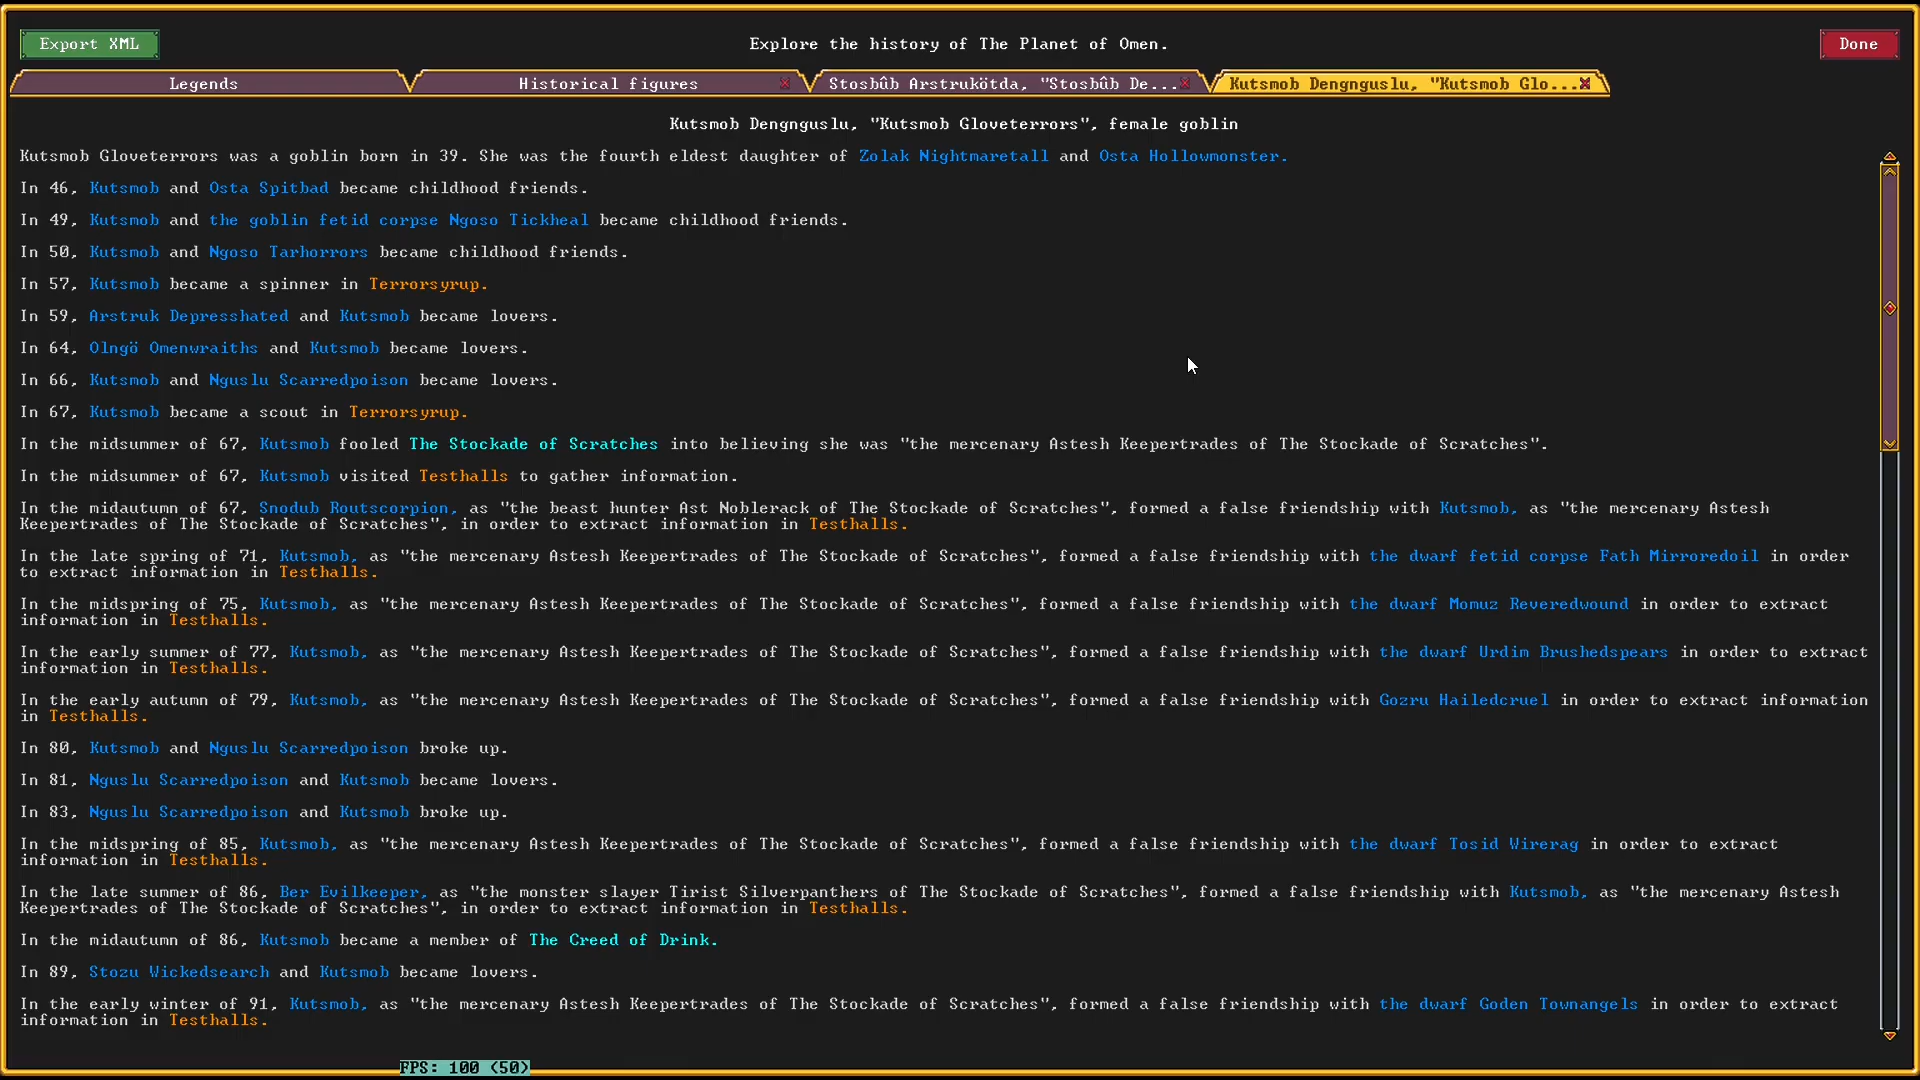 Export XML
Explore the history of The Planet of Omen.
Done
Legends
Historical figures
Stosbûb Arstrukötda, "Stosbûb De...
Kutsmob Dengnguslu, "Kutsmob Glo...
Kutsmob Dengnguslu, "Kutsmob Gloveterrors", female goblin
Kutsmob Gloveterrors was a goblin born in 39. She was the fourth eldest daughter of Zolak Nightmaretall and Osta Hollowmonster.
In 46, Kutsmob and Osta Spitbad became childhood friends.
In 49, Kutsmob and the goblin fetid corpse Ngoso Tickheal became childhood friends.
In 50, Kutsmob and Ngoso Tarhorrors became childhood friends.
In 57, Kutsmob became a spinner in Terrorsyrup.
In 59, Arstruk Depresshated and Kutsmob became lovers.
In 64, Olngö Omenwraiths and Kutsmob became lovers.
In 66, Kutsmob and Nguslu Scarredpoison became lovers.
In 67, Kutsmob became a scout in Terrorsyrup.
In the midsummer of 67, Kutsmob fooled The Stockade of Scratches into believing she was "the mercenary Astesh Keepertrades of The Stockade of Scratches".
In the midsummer of 67, Kutsmob visited Testhalls to gather information.
In the midautumn of 67, Snodub Routscorpion, as "the beast hunter Ast Noblerack of The Stockade of Scratches", formed a false friendship with Kutsmob, as "the mercenary Astesh
Keepertrades of The Stockade of Scratches", in order to extract information in Testhalls.
In the late spring of 71, Kutsmob, as "the mercenary Astesh Keepertrades of The Stockade of Scratches", formed a false friendship with the dwarf fetid corpse Fath Mirroredoil in order
to extract information in Testhalls.
In the midspring of 75, Kutsmob, as "the mercenary Astesh Keepertrades of The Stockade of Scratches", formed a false friendship with the dwarf Momuz Reveredwound in order to extract
information in Testhalls.
In the early summer of 77, Kutsmob, as "the mercenary Astesh Keepertrades of The Stockade of Scratches", formed a false friendship with the dwarf Urdim Brushedspears in order to extract
information in Testhalls.
In the early autumn of 79, Kutsmob, as "the mercenary Astesh Keepertrades of The Stockade of Scratches", formed a false friendship with Gozru Hailedcruel in order to extract information
in Testhalls.
In 80, Kutsmob and Nguslu Scarredpoison broke up.
In 81, Nguslu Scarredpoison and Kutsmob became lovers.
In 83, Nguslu Scarredpoison and Kutsmob broke up.
In the midspring of 85, Kutsmob, as "the mercenary Astesh Keepertrades of The Stockade of Scratches", formed a false friendship with the dwarf Tosid Wirerag in order to extract
information in Testhalls.
In the late summer of 86, Ber Evilkeeper, as "the monster slayer Tirist Silverpanthers of The Stockade of Scratches", formed a false friendship with Kutsmob, as "the mercenary Astesh
Keepertrades of The Stockade of Scratches", in order to extract information in Testhalls.
In the midautumn of 86, Kutsmob became a member of The Creed of Drink.
In 89, Stozu Wickedsearch and Kutsmob became lovers.
In the early winter of 91, Kutsmob, as "the mercenary Astesh Keepertrades of The Stockade of Scratches", formed a false friendship with the dwarf Goden Townangels in order to extract
information in Testhalls.
FPS: 100 (50)